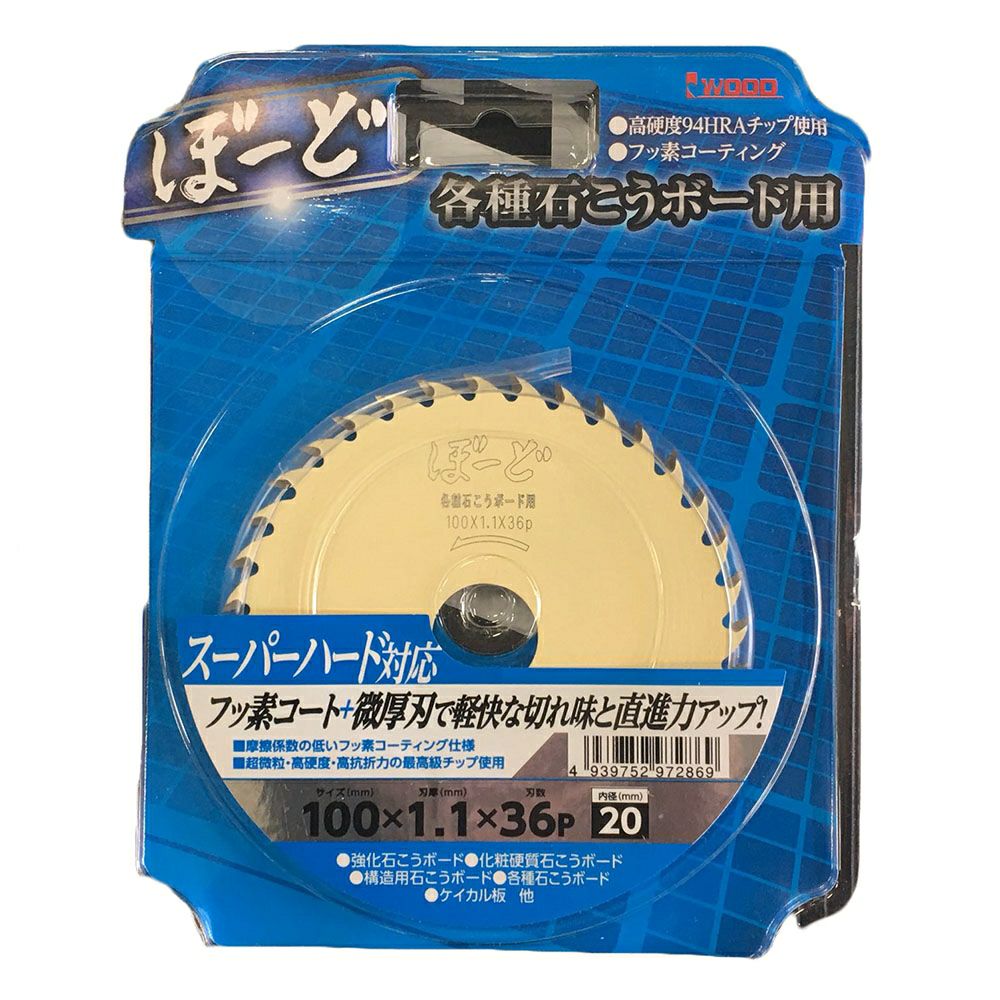 WOOD
ぼーど
●高硬度94HRAチップ使用
●フッ素コーティング
各種石こうボード用
ぼーど
各種石こうボード用
100X1.1X36p
スーパーハード対応
フッ素コート+微厚刃で軽快な切れ味と直進力アップ!
■摩擦係数の低いフッ素コーティング仕様
■超微粒・高硬度・高抗折力の最高級チップ使用
4 939752 972869
サイズ(mm) 刃厚(mm) 刃数 内径(mm)
100×1.1×36P 20
●強化石こうボード●化粧硬質石こうボード
●構造用石こうボード●各種石こうボード
●ケイカル板 他